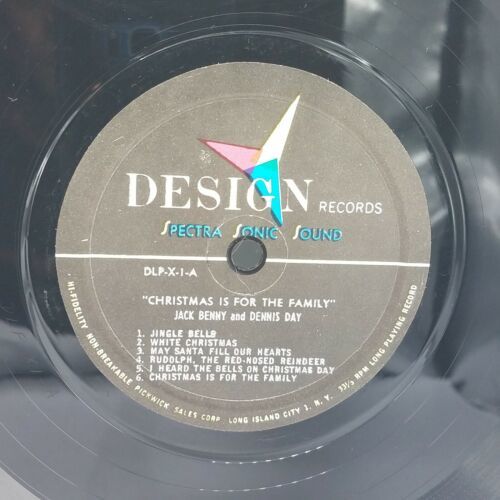 DESIGN RECORDS
SPECTRA SONIC SOUND
DLP-X-1-A
"CHRISTMAS IS FOR THE FAMILY"
JACK BENNY and DENNIS DAY
1. JINGLE BELLS
2. WHITE CHRISTMAS
3. MAY SANTA FILL OUR HEARTS
4. RUDOLPH, THE RED-NOSED REINDEER
5. I HEARD THE BELLS ON CHRISTMAS DAY
6. CHRISTMAS IS FOR THE FAMILY
HI-FIDELITY NON-BREAKABLE PICKWICK SALES CORP. LONG ISLAND CITY 1, N. Y. 33⅓ RPM LONG PLAYING RECORD